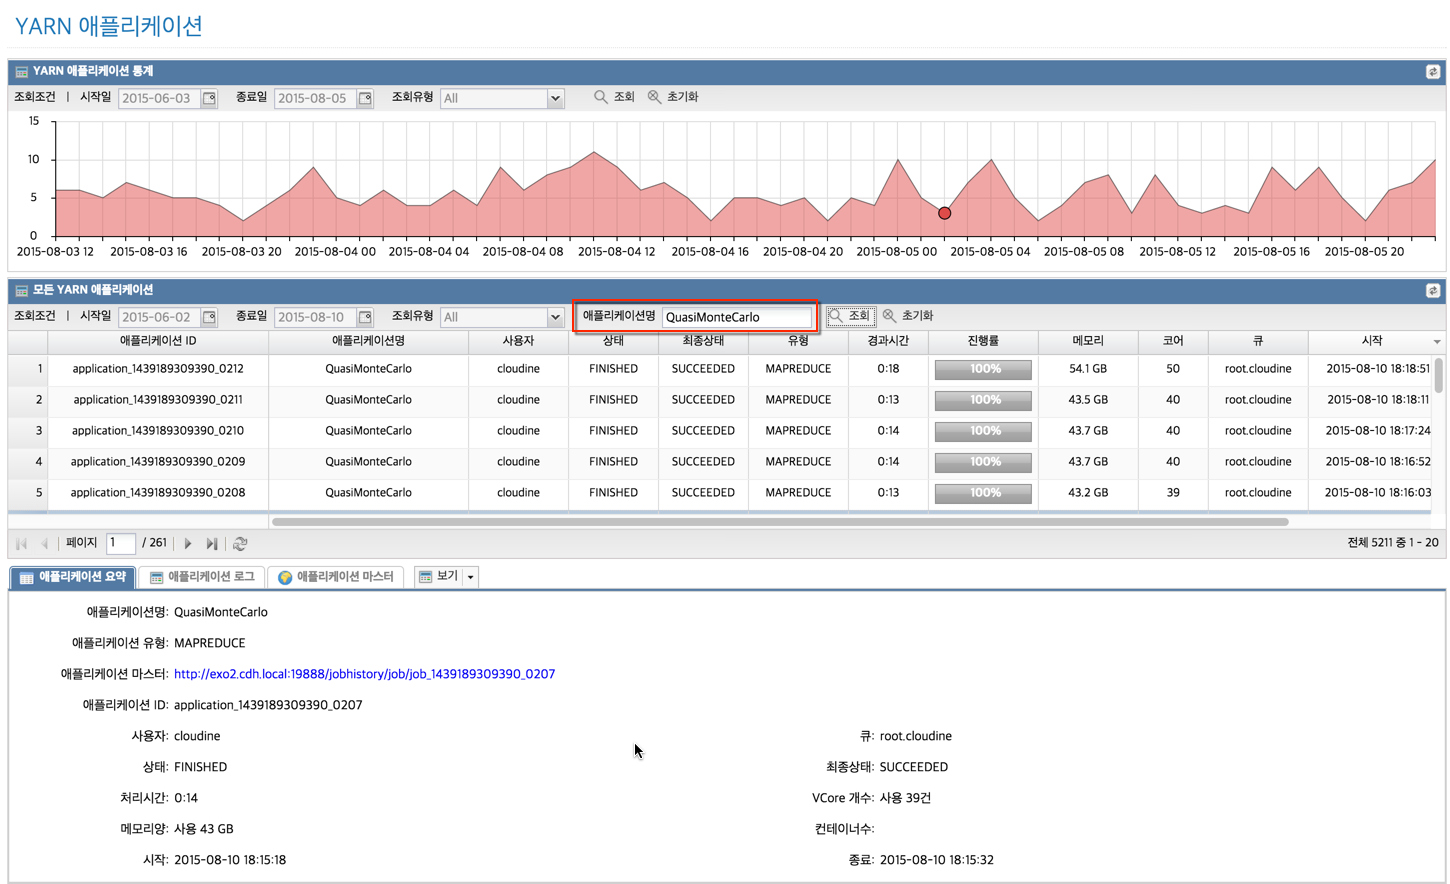 YARN 애플리케이션
YARN 애플리케이션 통계
조회조건 | 시작일 2015-06-03 종료일 2015-08-05 조회유형 All 조회 초기화
15
10
5
0
2015-08-03 12 2015-08-03 16 2015-08-03 20 2015-08-04 00 2015-08-04 04 2015-08-04 08 2015-08-04 12 2015-08-04 16 2015-08-04 20 2015-08-05 00 2015-08-05 04 2015-08-05 08 2015-08-05 12 2015-08-05 16 2015-08-05 20
모든 YARN 애플리케이션
조회조건 | 시작일 2015-06-02 종료일 2015-08-10 조회유형 All 애플리케이션명 QuasiMonteCarlo 조회 초기화
애플리케이션 ID 애플리케이션명 사용자 상태 최종상태 유형 경과시간 진행률 메모리 코어 큐 시작
1 application_1439189309390_0212 QuasiMonteCarlo cloudine FINISHED SUCCEEDED MAPREDUCE 0:18 100% 54.1 GB 50 root.cloudine 2015-08-10 18:18:51
2 application_1439189309390_0211 QuasiMonteCarlo cloudine FINISHED SUCCEEDED MAPREDUCE 0:13 100% 43.5 GB 40 root.cloudine 2015-08-10 18:18:11
3 application_1439189309390_0210 QuasiMonteCarlo cloudine FINISHED SUCCEEDED MAPREDUCE 0:14 100% 43.7 GB 40 root.cloudine 2015-08-10 18:17:24
4 application_1439189309390_0209 QuasiMonteCarlo cloudine FINISHED SUCCEEDED MAPREDUCE 0:14 100% 43.7 GB 40 root.cloudine 2015-08-10 18:16:52
5 application_1439189309390_0208 QuasiMonteCarlo cloudine FINISHED SUCCEEDED MAPREDUCE 0:13 100% 43.2 GB 39 root.cloudine 2015-08-10 18:16:03
페이지 1 / 261 전체 5211 중 1 - 20
애플리케이션 요약 애플리케이션 로그 애플리케이션 마스터 보기
애플리케이션명: QuasiMonteCarlo
애플리케이션 유형: MAPREDUCE
애플리케이션 마스터: http://exo2.cdh.local:19888/jobhistory/job/job_1439189309390_0207
애플리케이션 ID: application_1439189309390_0207
사용자: cloudine 큐: root.cloudine
상태: FINISHED 최종상태: SUCCEEDED
처리시간: 0:14 VCore 개수: 사용 39건
메모리양: 사용 43 GB 컨테이너수:
시작: 2015-08-10 18:15:18 종료: 2015-08-10 18:15:32